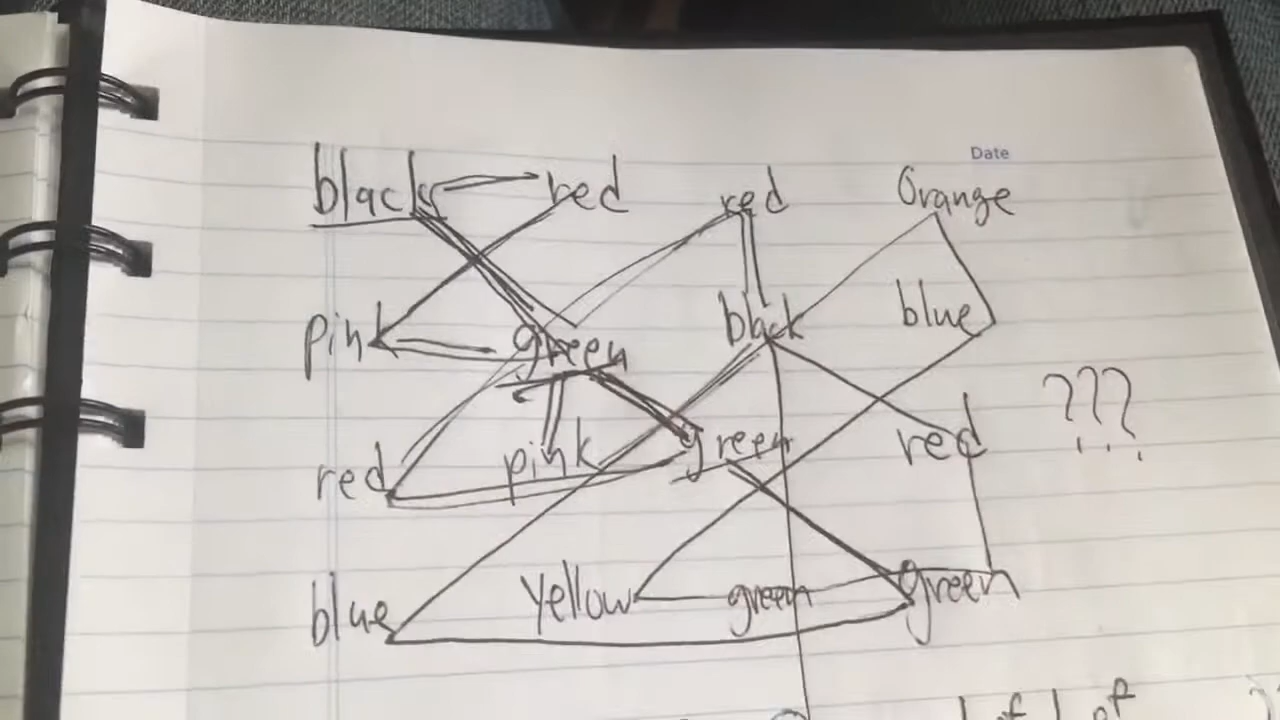 Date
black red red Orange
pink green black blue
red pink green red ???
blue yellow green green